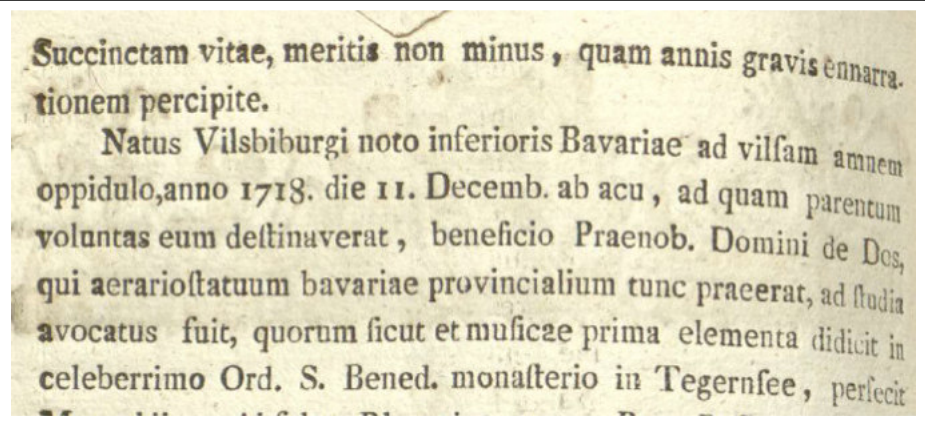 Succinctam vitae, meritis non minus, quam annis gravis ennarra-
tionem percipite.
Natus Vilsbiburgi noto inferioris Bavariae ad vilſam amnem
oppidulo,anno 1718. die 11. Decemb. ab acu, ad quam parentum
voluntas eum deſtinaverat, beneficio Praenob. Domini de Dos,
qui aerarioſtatuum bavariae provincialium tunc praeerat, ad ſtudia
avocatus fuit, quorum ſicut et muſicae prima elementa didicit in
celeberrimo Ord. S. Bened. monaſterio in Tegernſee, perfecit